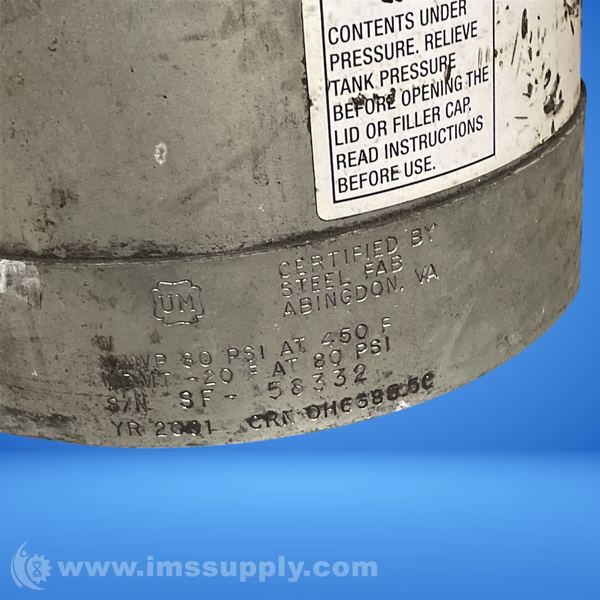 CONTENTS UNDER
PRESSURE. RELIEVE
TANK PRESSURE
BEFORE OPENING THE
LID OR FILLER CAP.
READ INSTRUCTIONS
BEFORE USE.
UM
CERTIFIED BY
STEEL FAB
ABINGDON, VA
MAWP 80 PSI AT 450 F
MDMT -20 F AT 80 PSI
S/N SF - 58332
YR 2001 CRN
www.imssupply.com